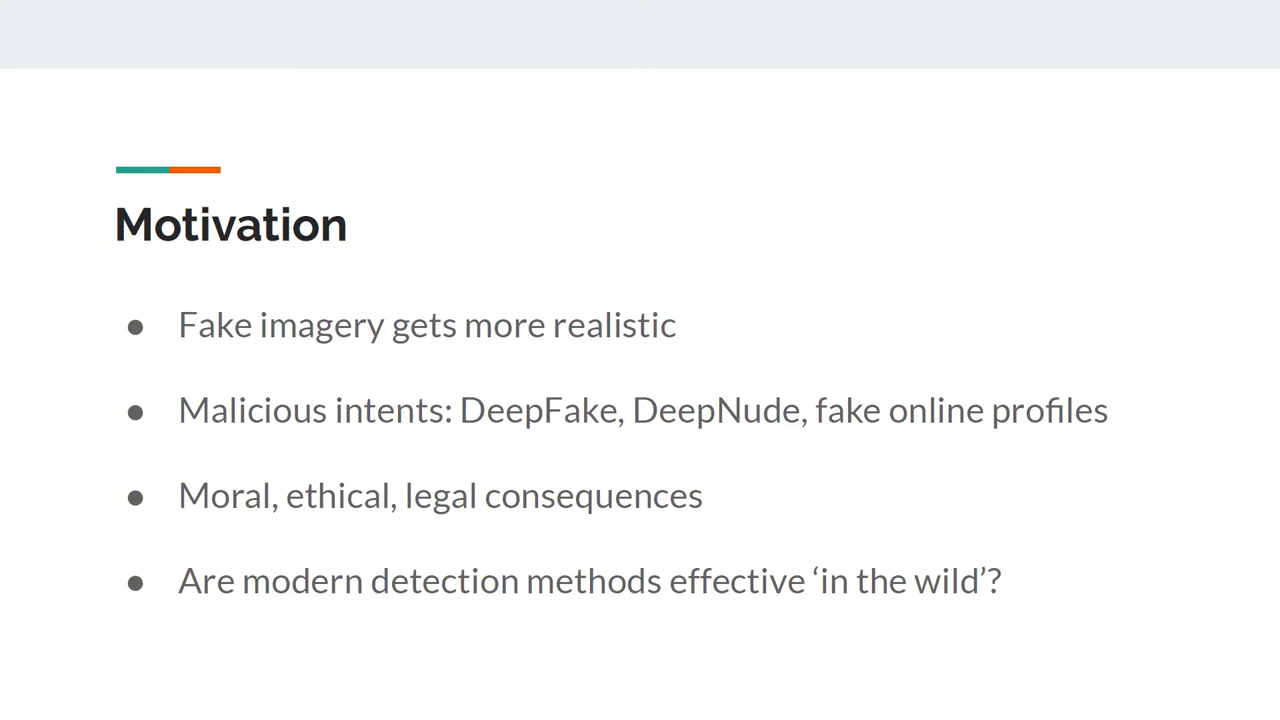 Motivation
● Fake imagery gets more realistic
● Malicious intents: DeepFake, DeepNude, fake online profiles
● Moral, ethical, legal consequences
● Are modern detection methods effective ‘in the wild’?